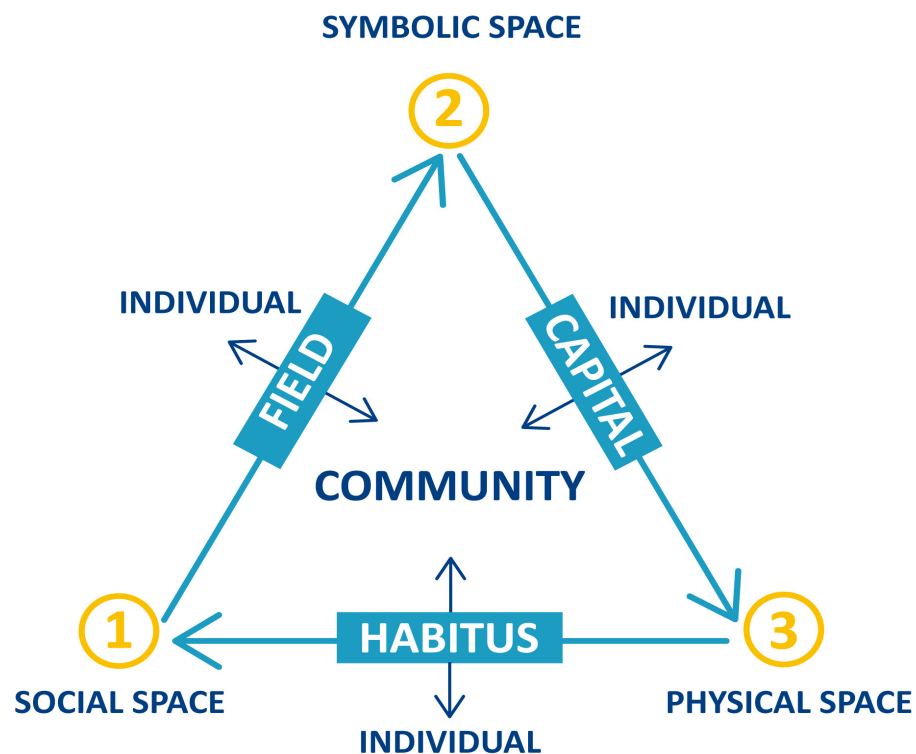 SYMBOLIC SPACE
2
INDIVIDUAL
INDIVIDUAL
FIELD
CAPITAL
COMMUNITY
1
HABITUS
3
SOCIAL SPACE
PHYSICAL SPACE
INDIVIDUAL